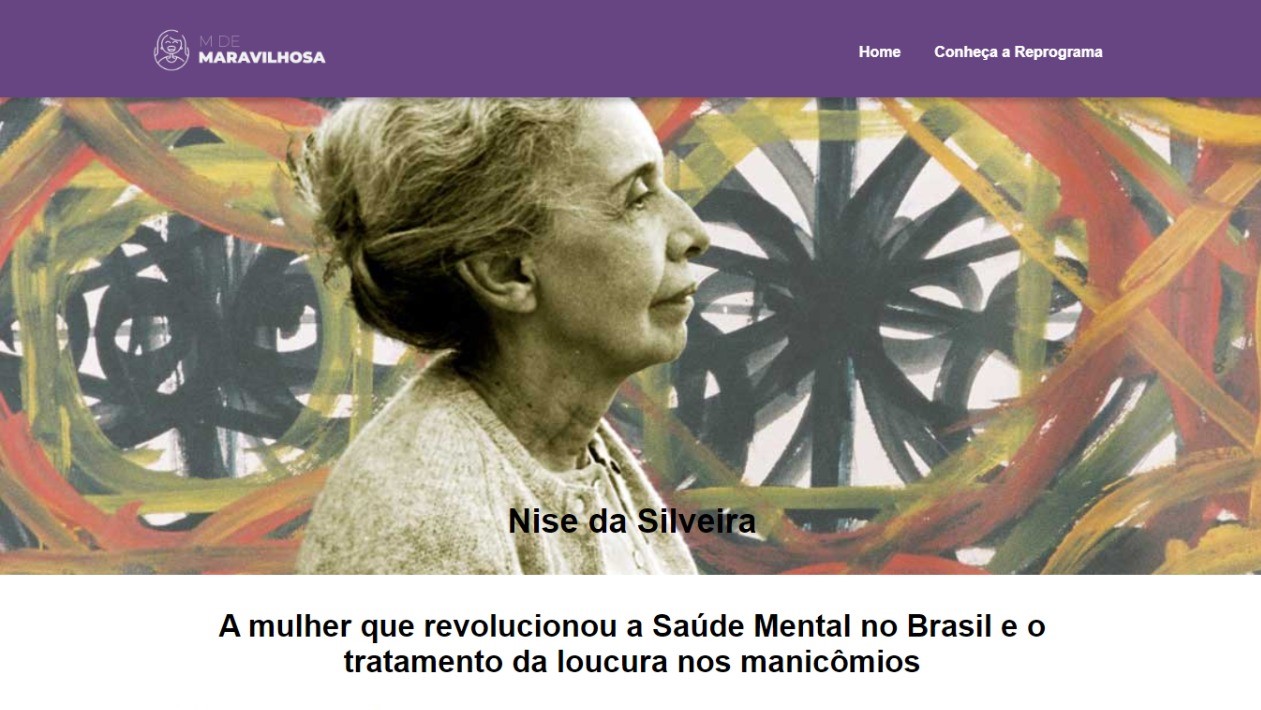 M DE
MARAVILHOSA
Home
Conheça a Reprograma
Nise da Silveira
A mulher que revolucionou a Saúde Mental no Brasil e o
tratamento da loucura nos manicômios